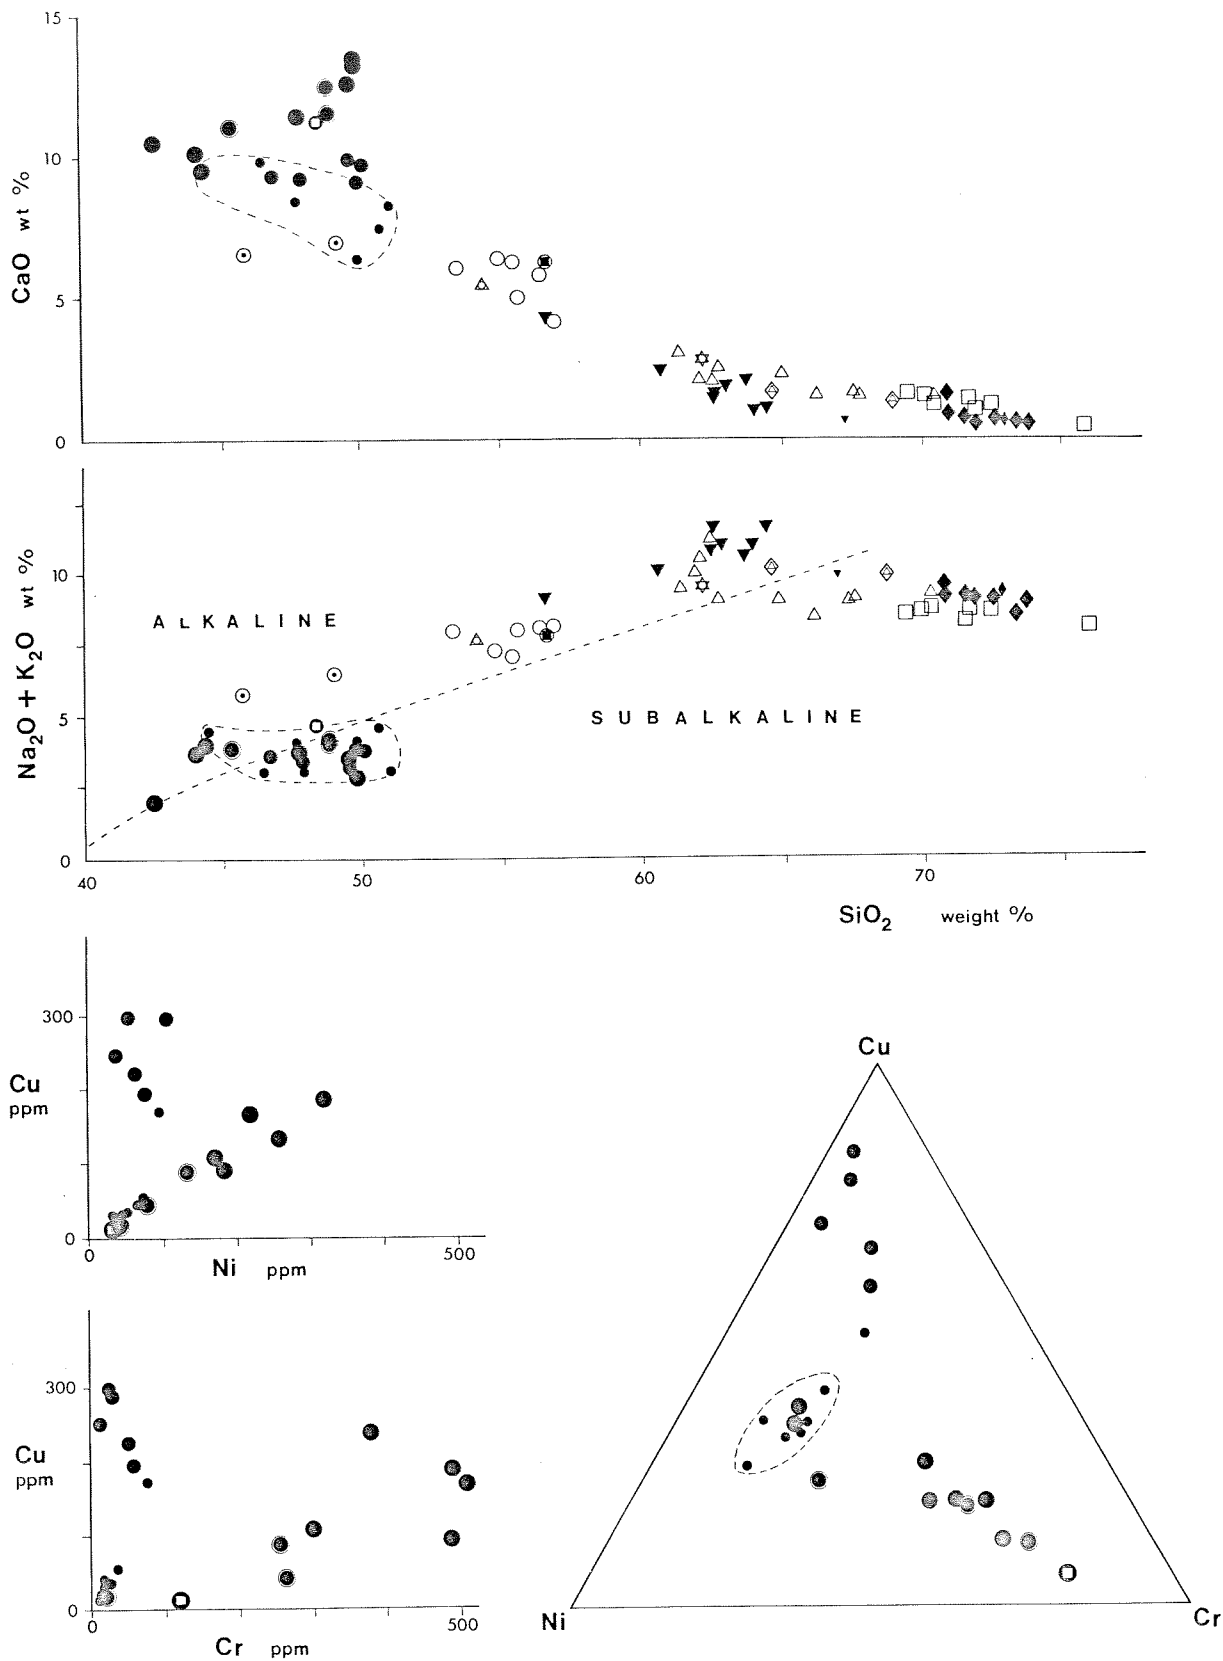 15
10
5
0
CaO wt %
10
5
0
Na₂O + K₂O wt %
ALKALINE
SUBALKALINE
40 50 60 70
SiO₂ weight %
300
Cu
ppm
0
0 500
Ni ppm
300
Cu
ppm
0
0 500
Cr ppm
Cu
Ni
Cr